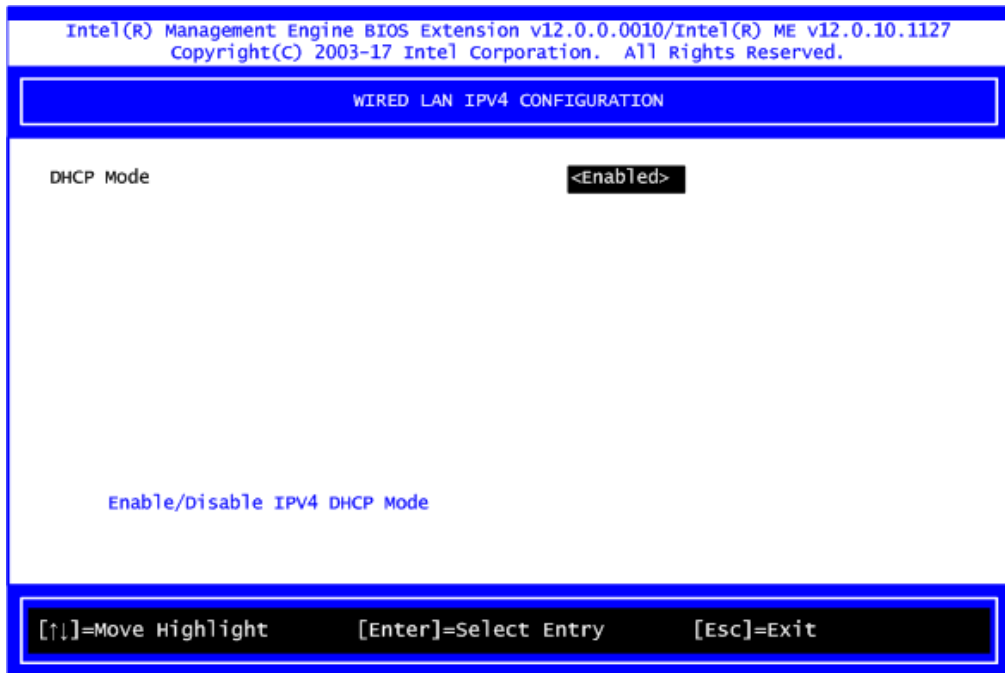 Intel(R) Management Engine BIOS Extension v12.0.0.0010/Intel(R) ME v12.0.10.1127
Copyright(C) 2003-17 Intel Corporation. All Rights Reserved.
WIRED LAN IPV4 CONFIGURATION
DHCP Mode <Enabled>
Enable/Disable IPV4 DHCP Mode
[↑↓]=Move Highlight [Enter]=Select Entry [Esc]=Exit